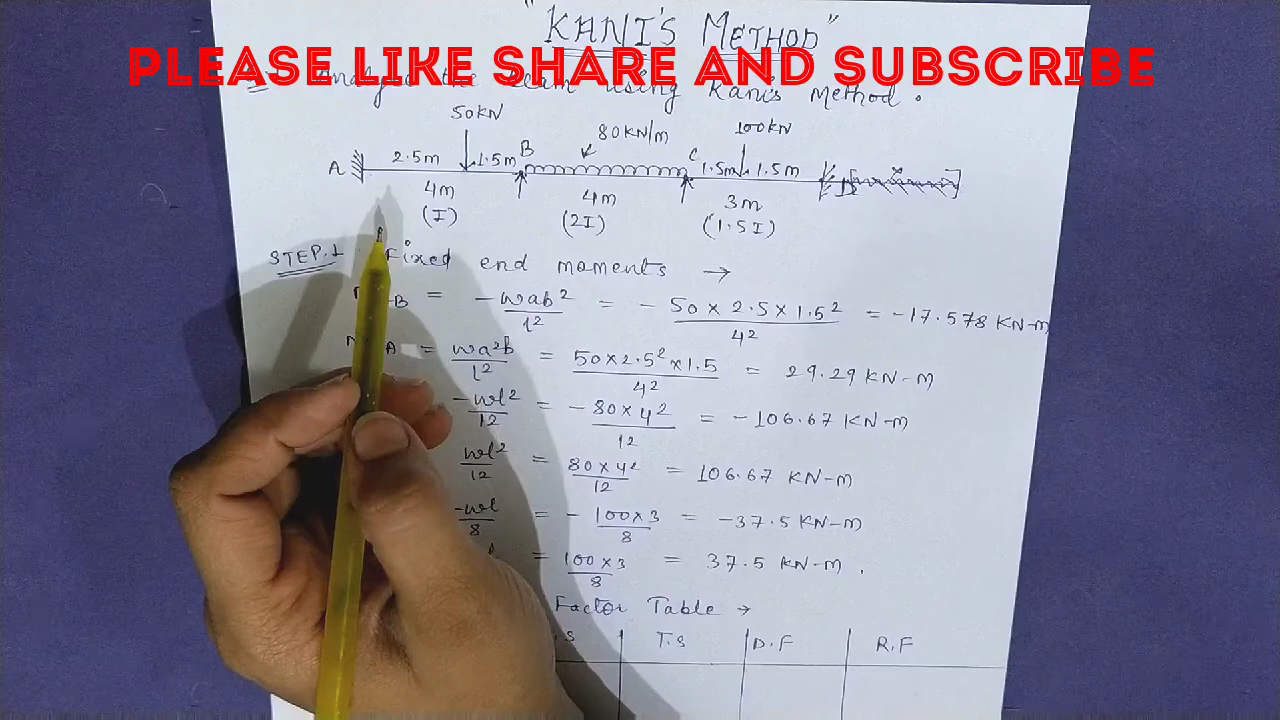 "KANI'S METHOD"
PLEASE LIKE SHARE AND SUBSCRIBE
Analyse the beam using Kani's Method.
50KN
80KN/m
100KN
A 2.5m 1.5m B C 1.5m 1.5m
4m 4m 3m
(I) (2I) (1.5I)
STEP.1 Fixed end moments →
B = -wab²/l² = - 50×2.5×1.5²/4² = -17.578 KN-M
A = wa²b/l² = 50×2.5²×1.5/4² = 29.29 KN-M
-wl²/12 = - 80×4²/12 = -106.67 KN-M
wl²/12 = 80×4²/12 = 106.67 KN-M
-wl/8 = - 100×3/8 = -37.5 KN-M
= 100×3/8 = 37.5 KN-M.
Factor Table →
.S T.S D.F R.F